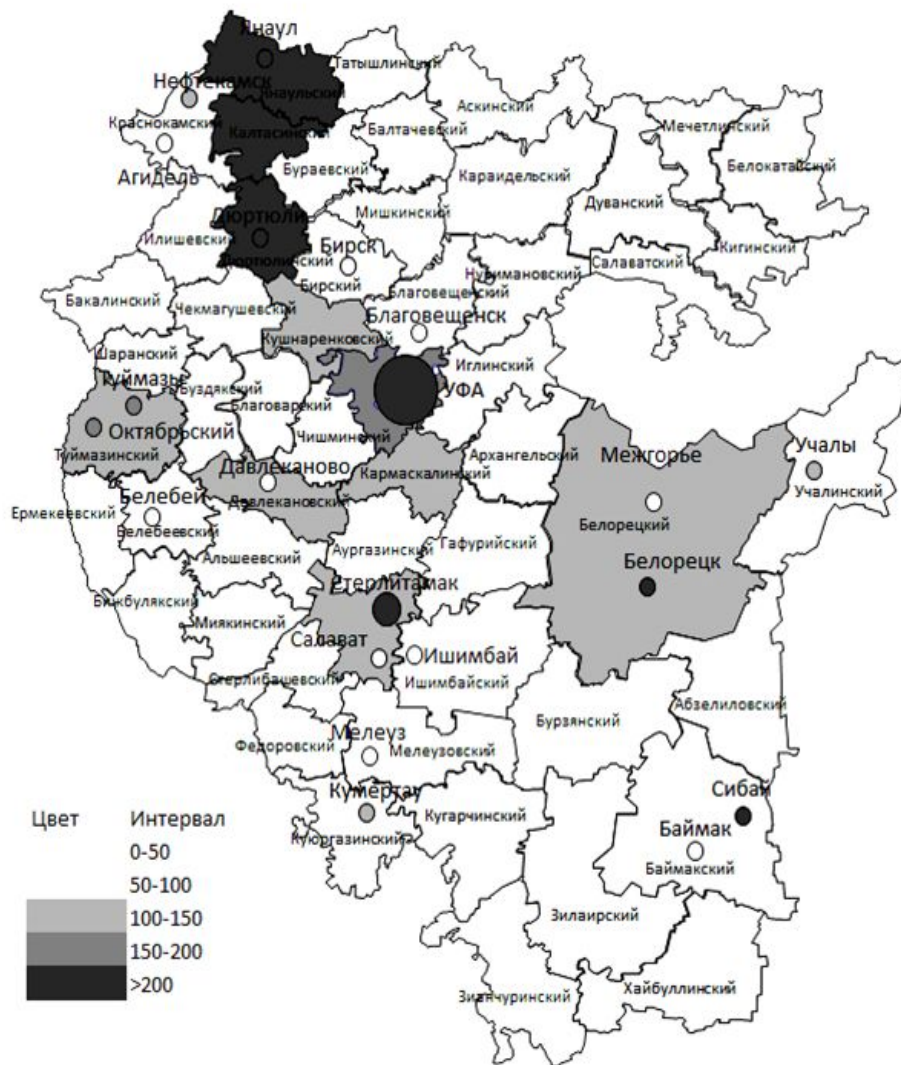 Янаул
Татышлинский
Нефтекамск
Янаульский
Аскинский
Краснокамский
Калтасинский
Балтачевский
Мечетлинский
Белокатайский
Агидель
Бураевский
Караидельский
Дюртюли
Мишкинский
Дуванский
Илишевский
Бирск
Кигинский
Дюртюлинский
Нуримановский
Салаватский
Бирский
Бакалинский
Чекмагушевский
Благовещенский
Благовещенск
Кушнаренковский
Шаранский
Иглинский
Туймазы
Буздякский
УФА
Благоварский
Октябрьский
Чишминский
Туймазинский
Архангельский
Межгорье
Учалы
Давлеканово
Кармаскалинский
Белебей
Давлекановский
Учалинский
Ермекеевский
Белорецкий
Белебеевский
Аургазинский
Гафурийский
Альшеевский
Белорецк
Стерлитамак
Бижбулякский
Миякинский
Салават
Ишимбай
Стерлибашевский
Ишимбайский
Абзелиловский
Бурзянский
Мелеуз
Федоровский
Мелеузовский
Кумертау
Сибай
Цвет
Интервал
Кугарчинский
Баймак
Куюргазинский
0-50
Баймакский
50-100
100-150
Зилаирский
150-200
>200
Зианчуринский
Хайбуллинский